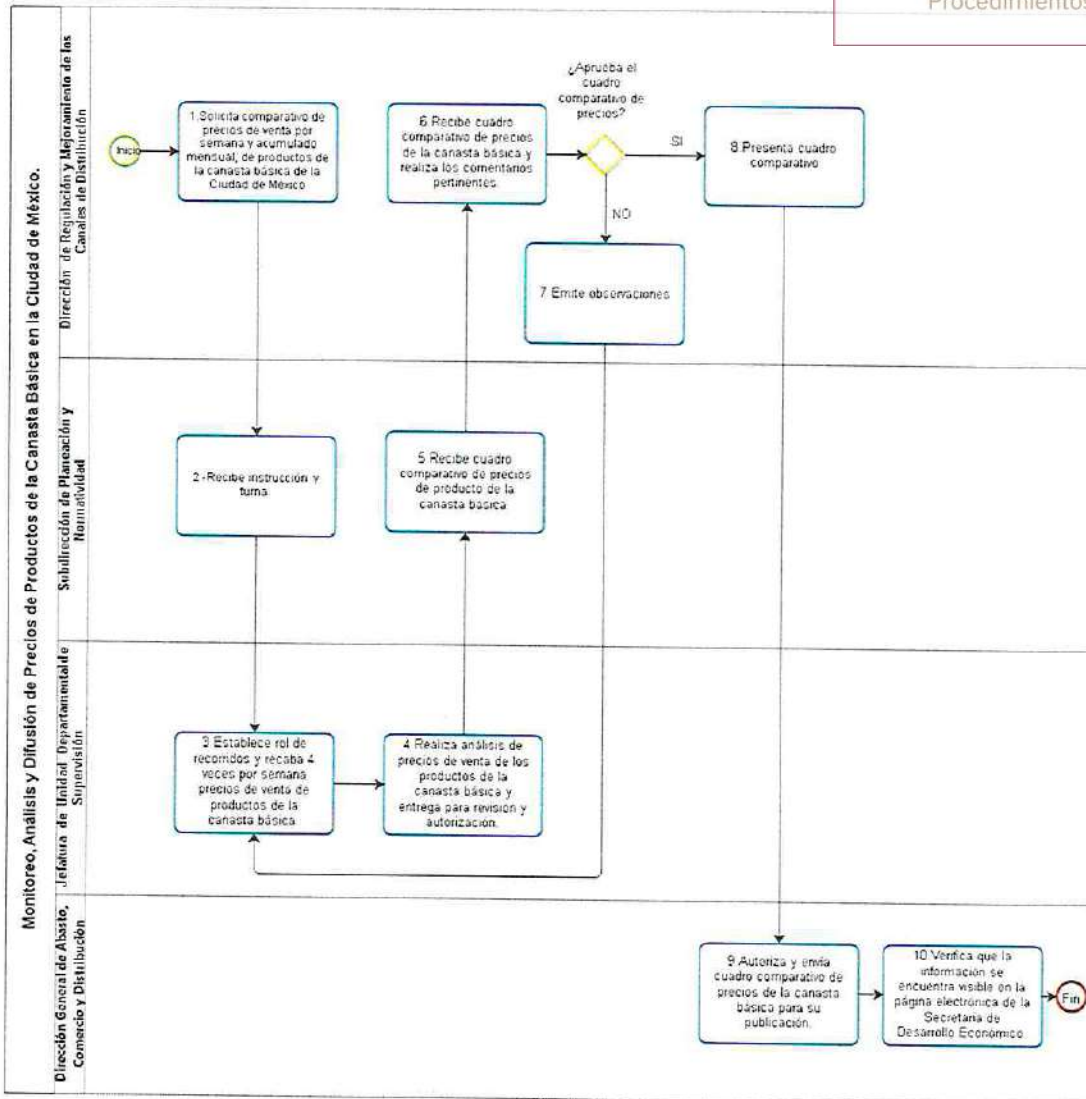 Procedimientos
Monitoreo, Análisis y Difusión de Precios de Productos de la Canasta Básica en la Ciudad de México.
Dirección de Regulación y Mejoramiento de los
Canales de Distribución
Inicio
1.Solicita comparativo de
precios de venta por
semana y acumulado
mensual, de productos de
la canasta básica de la
Ciudad de México
6 Recibe cuadro
comparativo de precios
de la canasta básica y
realiza los comentarios
pertinentes.
¿Aprueba el
cuadro
comparativo de
precios?
SI
8.Presenta cuadro
comparativo
NO
7 Emite observaciones
Subdirección de Planeación y
Normatividad
2.-Recibe instrucción y
turna
5 Recibe cuadro
comparativo de precios
de producto de la
canasta básica
Jefatura de Unidad Departamentalde
Supervisión
3 Establece rol de
recorridos y recaba 4
veces por semana
precios de venta de
productos de la
canasta básica
4 Realiza análisis de
precios de venta de los
productos de la
canasta básica y
entrega para revisión y
autorización.
Dirección General de Abasto,
Comercio y Distribución
9.Autoriza y envía
cuadro comparativo de
precios de la canasta
básica para su
publicación.
10.Verifica que la
información se
encuentra visible en la
página electrónica de la
Secretaría de
Desarrollo Económico
Fin